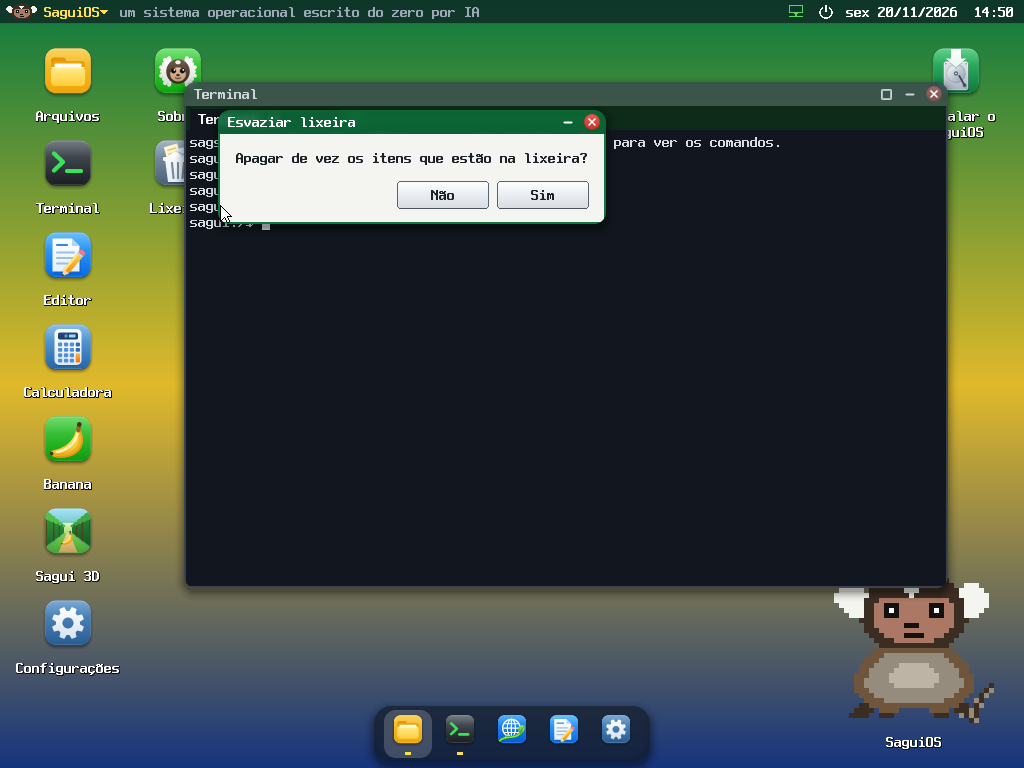 SaguiOS um sistema operacional escrito do zero por IA sex 20/11/2026 14:50
Arquivos
Terminal
Editor
Calculadora
Banana
Sagui 3D
Configurações
Terminal
Esvaziar lixeira
para ver os comandos.
Apagar de vez os itens que estão na lixeira?
Não Sim
SaguiOS